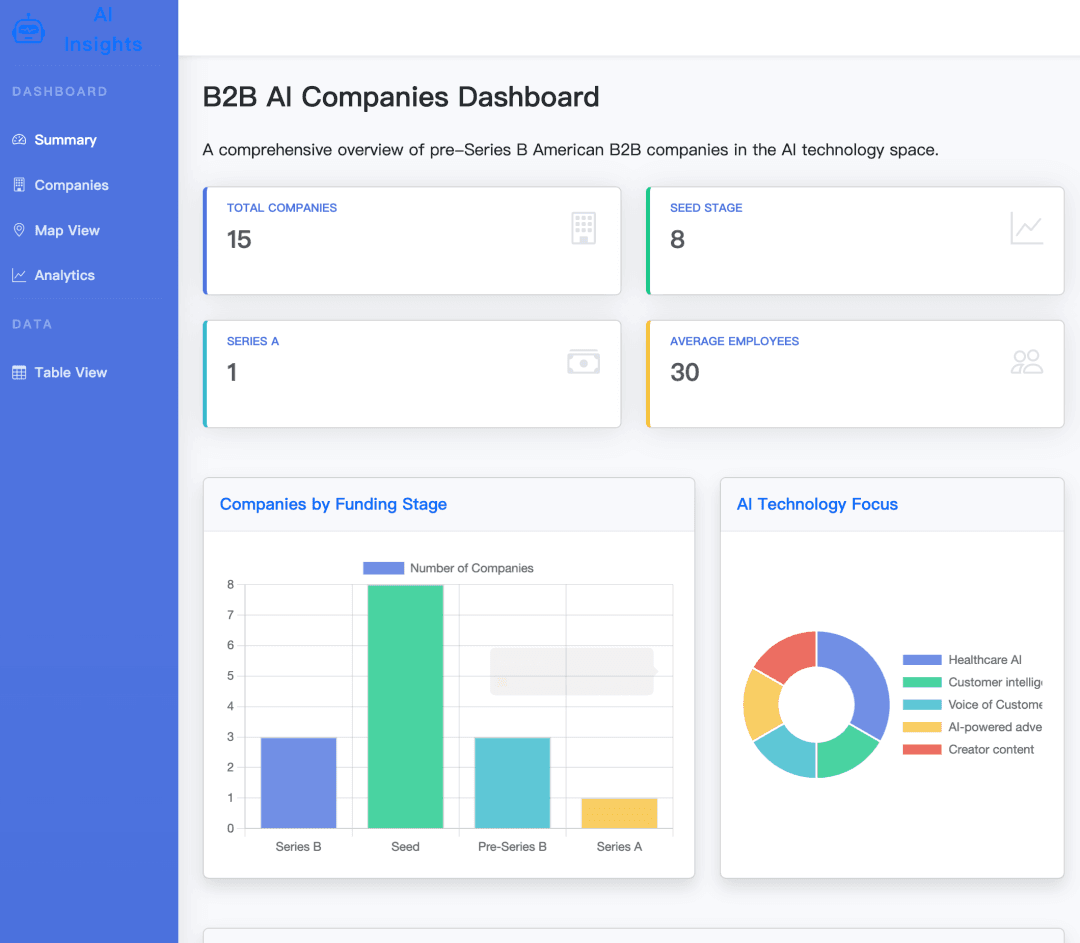 AI
Insights
DASHBOARD
Summary
Companies
Map View
Analytics
DATA
Table View
B2B AI Companies Dashboard
A comprehensive overview of pre-Series B American B2B companies in the AI technology space.
TOTAL COMPANIES
15
SEED STAGE
8
SERIES A
1
AVERAGE EMPLOYEES
30
Companies by Funding Stage
Number of Companies
8
7
6
5
4
3
2
1
0
Series B
Seed
Pre-Series B
Series A
AI Technology Focus
Healthcare AI
Customer intellig
Voice of Custome
AI-powered adve
Creator content